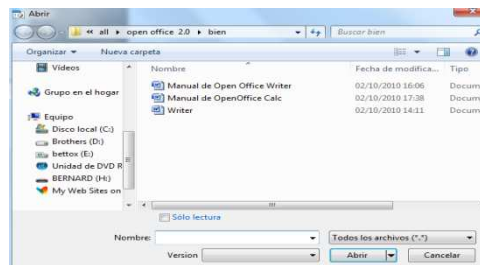 Abrir
« all ▸ open office 2.0 ▸ bien
Buscar bien
Organizar
Nueva carpeta
Vídeos
Grupo en el hogar
Equipo
Disco local (C:)
Brothers (D:)
bettox (E:)
Unidad de DVD R
BERNARD (H:)
My Web Sites on
Nombre Fecha de modifica... Tipo
Manual de Open Office Writer 02/10/2010 16:06 Docum
Manual de OpenOffice Calc 02/10/2010 17:38 Docum
Writer 02/10/2010 14:11 Docum
Sólo lectura
Nombre: Todos los archivos (*.*)
Version Abrir Cancelar